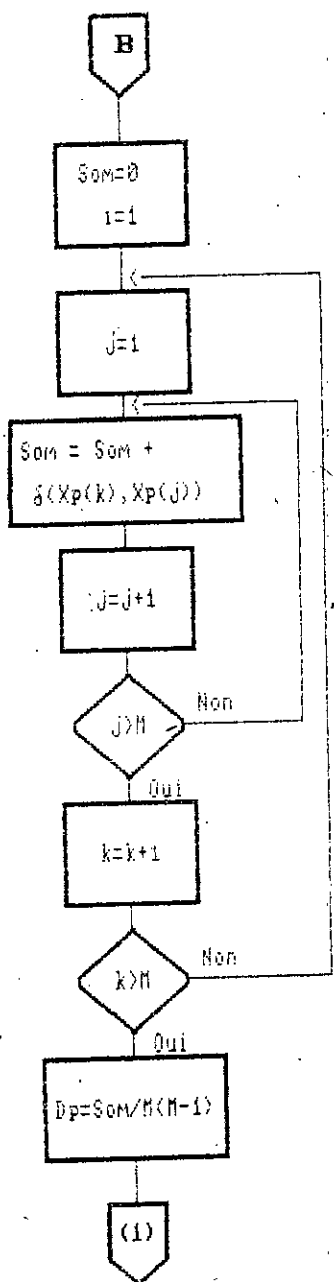 B
Som=0
i=1
j=1
Som = Som +
δ(Xp(k),Xp(j))
j=j+1
j>M
Non
Oui
k=k+1
k>M
Non
Oui
Dp=Som/M(M-1)
(1)